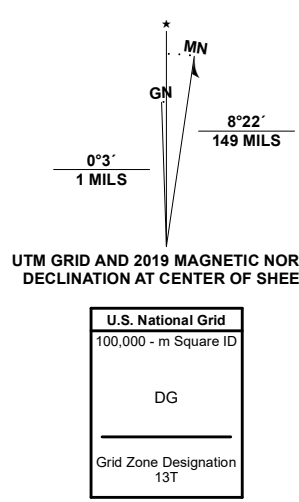 ★
MN
GN
8°22´
149 MILS
0°3´
1 MILS
UTM GRID AND 2019 MAGNETIC NOR
DECLINATION AT CENTER OF SHEE
U.S. National Grid
100,000 - m Square ID
DG
Grid Zone Designation
13T